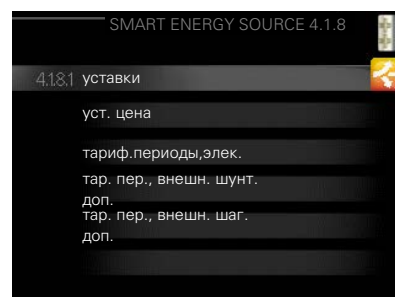 SMART ENERGY SOURCE 4.1.8
4.1.8.1 уставки
уст. цена
тариф.периоды,элек.
тар. пер., внешн. шунт.
доп.
тар. пер., внешн. шаг.
доп.